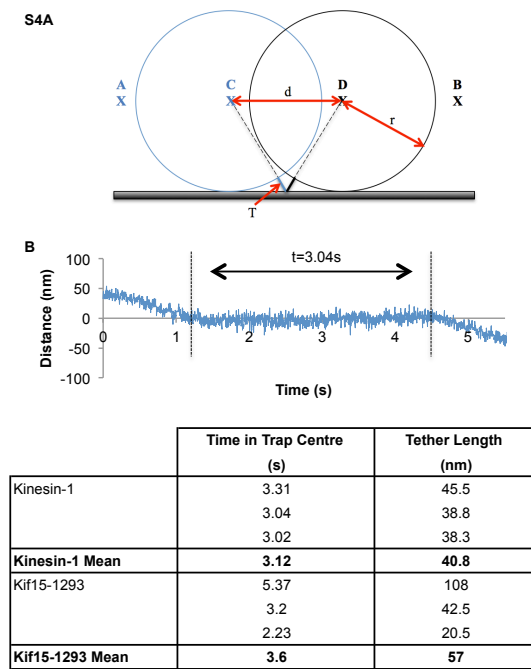 S4A
A C d D B
X X X X
r
T
B
t=3.04s
100
50
0
-50
-100
0 1 2 3 4 5
Distance (nm)
Time (s)
Time in Trap Centre (s) Tether Length (nm)
Kinesin-1 3.31 45.5
3.04 38.8
3.02 38.3
Kinesin-1 Mean 3.12 40.8
Kif15-1293 5.37 108
3.2 42.5
2.23 20.5
Kif15-1293 Mean 3.6 57